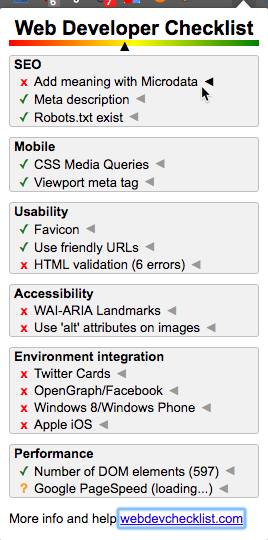 6
7
Web Developer Checklist
SEO
x Add meaning with Microdata ◀
✓ Meta description ◀
✓ Robots.txt exist ◀
Mobile
✓ CSS Media Queries ◀
✓ Viewport meta tag ◀
Usability
✓ Favicon ◀
✓ Use friendly URLs ◀
x HTML validation (6 errors) ◀
Accessibility
x WAI-ARIA Landmarks ◀
x Use 'alt' attributes on images ◀
Environment integration
x Twitter Cards ◀
x OpenGraph/Facebook ◀
x Windows 8/Windows Phone ◀
x Apple iOS ◀
Performance
✓ Number of DOM elements (597) ◀
? Google PageSpeed (loading...) ◀
More info and help webdevchecklist.com